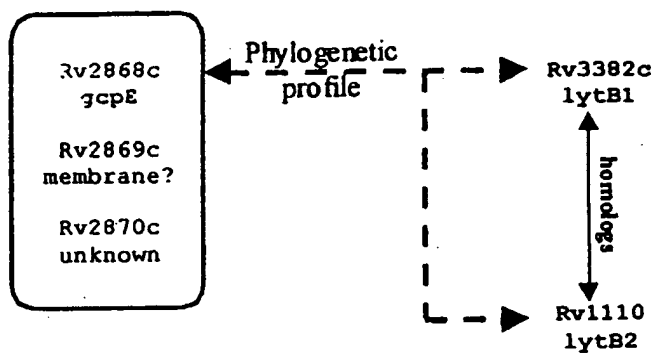 Rv2868c
gcpE
Rv2869c
membrane?
Rv2870c
unknown
Phylogenetic
profile
Rv3382c
lytB1
homologs
Rv1110
lytB2